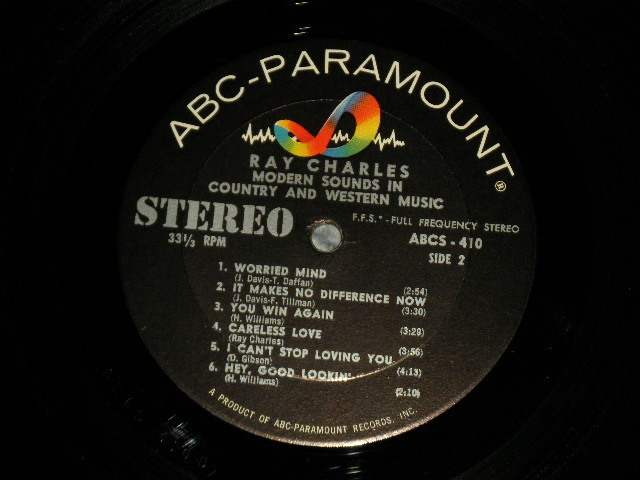 ABC-PARAMOUNT®
RAY CHARLES
MODERN SOUNDS IN
COUNTRY AND WESTERN MUSIC
STEREO
F.F.S.* - FULL FREQUENCY STEREO
33⅓ RPM
ABCS - 410
SIDE 2
1. WORRIED MIND
(J. Davis-T. Daffan) (2:54)
2. IT MAKES NO DIFFERENCE NOW
(J. Davis-F. Tillman) (3:30)
3. YOU WIN AGAIN
(H. Williams) (3:29)
4. CARELESS LOVE
(Ray Charles) (3:56)
5. I CAN'T STOP LOVING YOU
(D. Gibson) (4:13)
6. HEY, GOOD LOOKIN'
(H. Williams) (2:10)
A PRODUCT OF ABC-PARAMOUNT RECORDS, INC.